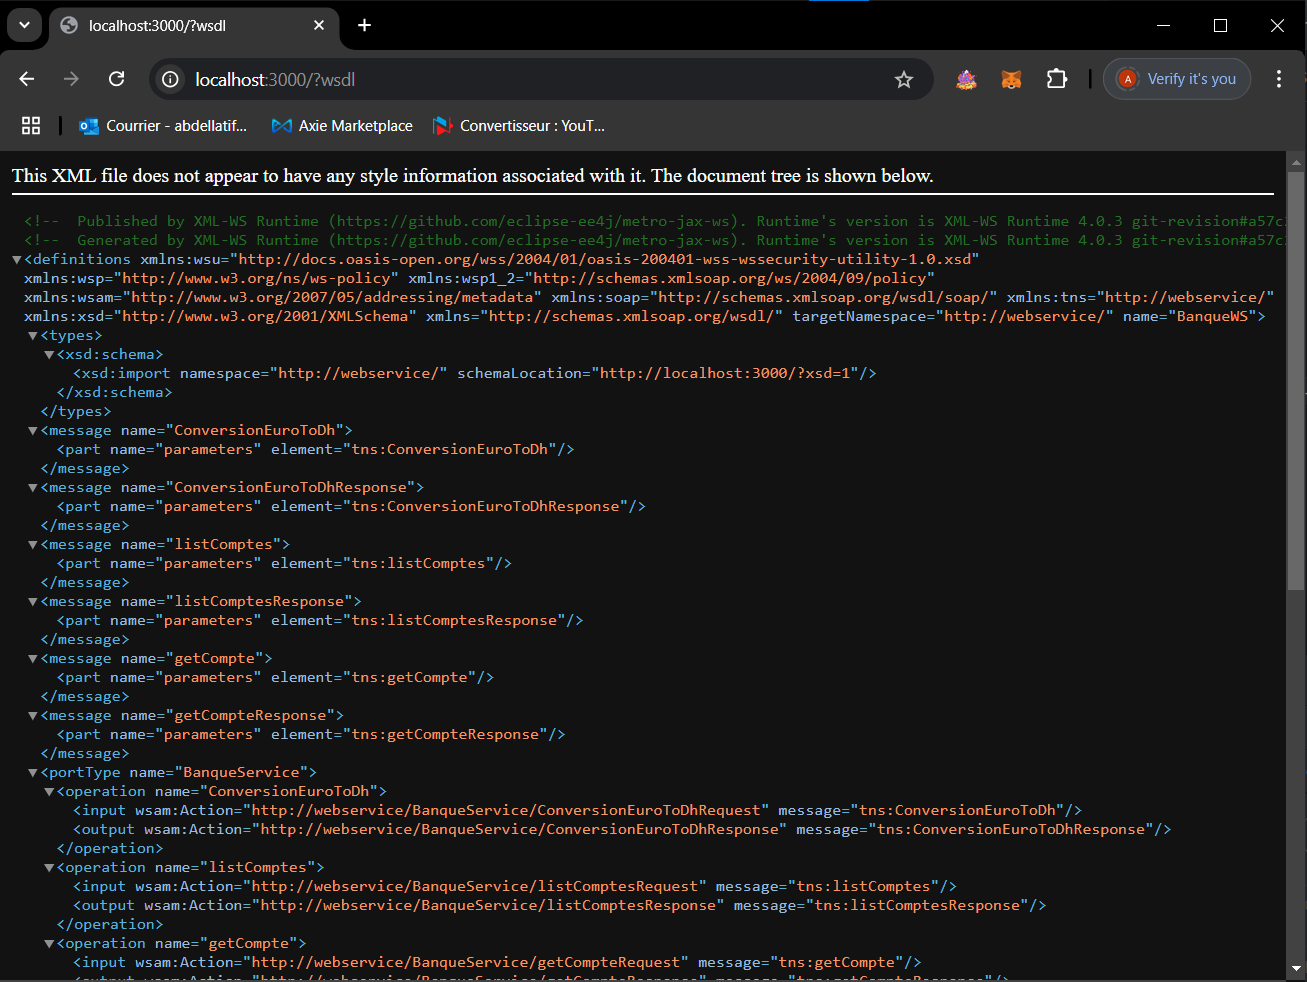 localhost:3000/?wsdl
localhost:3000/?wsdl
A Verify it's you
Courrier - abdellatif...
Axie Marketplace
Convertisseur : YouT...
This XML file does not appear to have any style information associated with it. The document tree is shown below.
<!-- Published by XML-WS Runtime (https://github.com/eclipse-ee4j/metro-jax-ws). Runtime's version is XML-WS Runtime 4.0.3 git-revision#a57c
<!-- Generated by XML-WS Runtime (https://github.com/eclipse-ee4j/metro-jax-ws). Runtime's version is XML-WS Runtime 4.0.3 git-revision#a57c
<definitions xmlns:wsu="http://docs.oasis-open.org/wss/2004/01/oasis-200401-wss-wssecurity-utility-1.0.xsd"
xmlns:wsp="http://www.w3.org/ns/ws-policy" xmlns:wsp1_2="http://schemas.xmlsoap.org/ws/2004/09/policy"
xmlns:wsam="http://www.w3.org/2007/05/addressing/metadata" xmlns:soap="http://schemas.xmlsoap.org/wsdl/soap/" xmlns:tns="http://webservice/"
xmlns:xsd="http://www.w3.org/2001/XMLSchema" xmlns="http://schemas.xmlsoap.org/wsdl/" targetNamespace="http://webservice/" name="BanqueWS">
<types>
<xsd:schema>
<xsd:import namespace="http://webservice/" schemaLocation="http://localhost:3000/?xsd=1"/>
</xsd:schema>
</types>
<message name="ConversionEuroToDh">
<part name="parameters" element="tns:ConversionEuroToDh"/>
</message>
<message name="ConversionEuroToDhResponse">
<part name="parameters" element="tns:ConversionEuroToDhResponse"/>
</message>
<message name="listComptes">
<part name="parameters" element="tns:listComptes"/>
</message>
<message name="listComptesResponse">
<part name="parameters" element="tns:listComptesResponse"/>
</message>
<message name="getCompte">
<part name="parameters" element="tns:getCompte"/>
</message>
<message name="getCompteResponse">
<part name="parameters" element="tns:getCompteResponse"/>
</message>
<portType name="BanqueService">
<operation name="ConversionEuroToDh">
<input wsam:Action="http://webservice/BanqueService/ConversionEuroToDhRequest" message="tns:ConversionEuroToDh"/>
<output wsam:Action="http://webservice/BanqueService/ConversionEuroToDhResponse" message="tns:ConversionEuroToDhResponse"/>
</operation>
<operation name="listComptes">
<input wsam:Action="http://webservice/BanqueService/listComptesRequest" message="tns:listComptes"/>
<output wsam:Action="http://webservice/BanqueService/listComptesResponse" message="tns:listComptesResponse"/>
</operation>
<operation name="getCompte">
<input wsam:Action="http://webservice/BanqueService/getCompteRequest" message="tns:getCompte"/>
<output wsam:Action="http://webservice/BanqueService/getCompteResponse" message="tns:getCompteResponse"/>